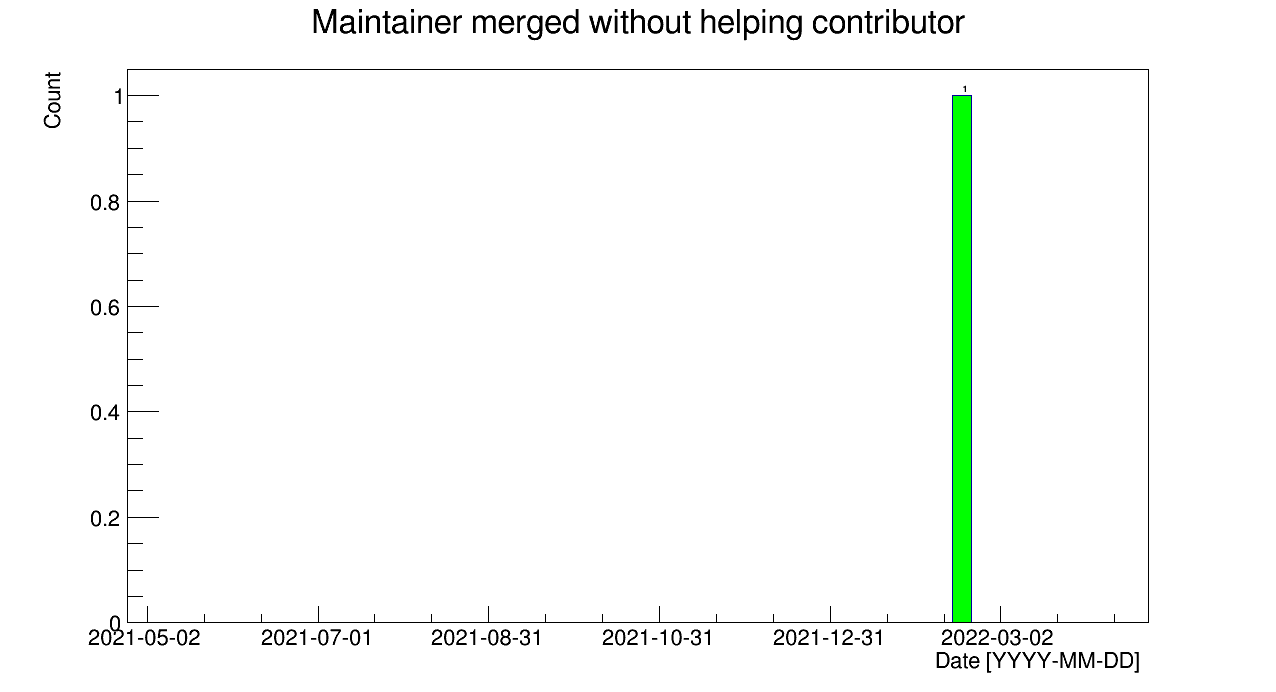 Maintainer merged without helping contributor
Count
1
1
0.8
0.6
0.4
0.2
0
2021-05-02 2021-07-01 2021-08-31 2021-10-31 2021-12-31 2022-03-02
Date [YYYY-MM-DD]